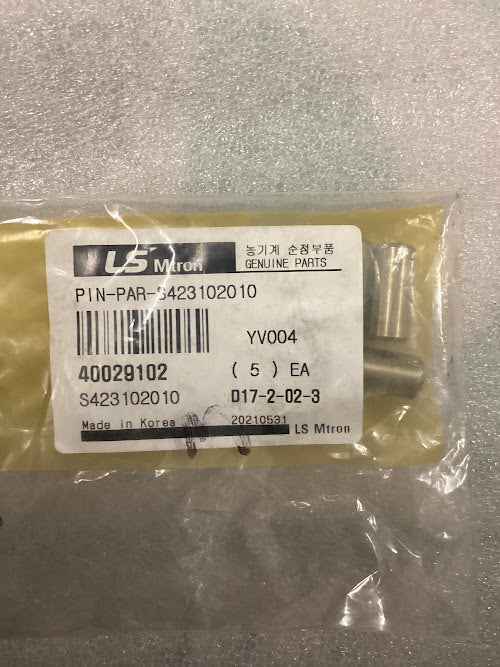 LS Mtron
농기계 순정부품
GENUINE PARTS
PIN-PAR-S423102010
YV004
40029102
( 5 ) EA
S423102010
D17-2-02-3
Made in Korea
20210531
LS Mtron